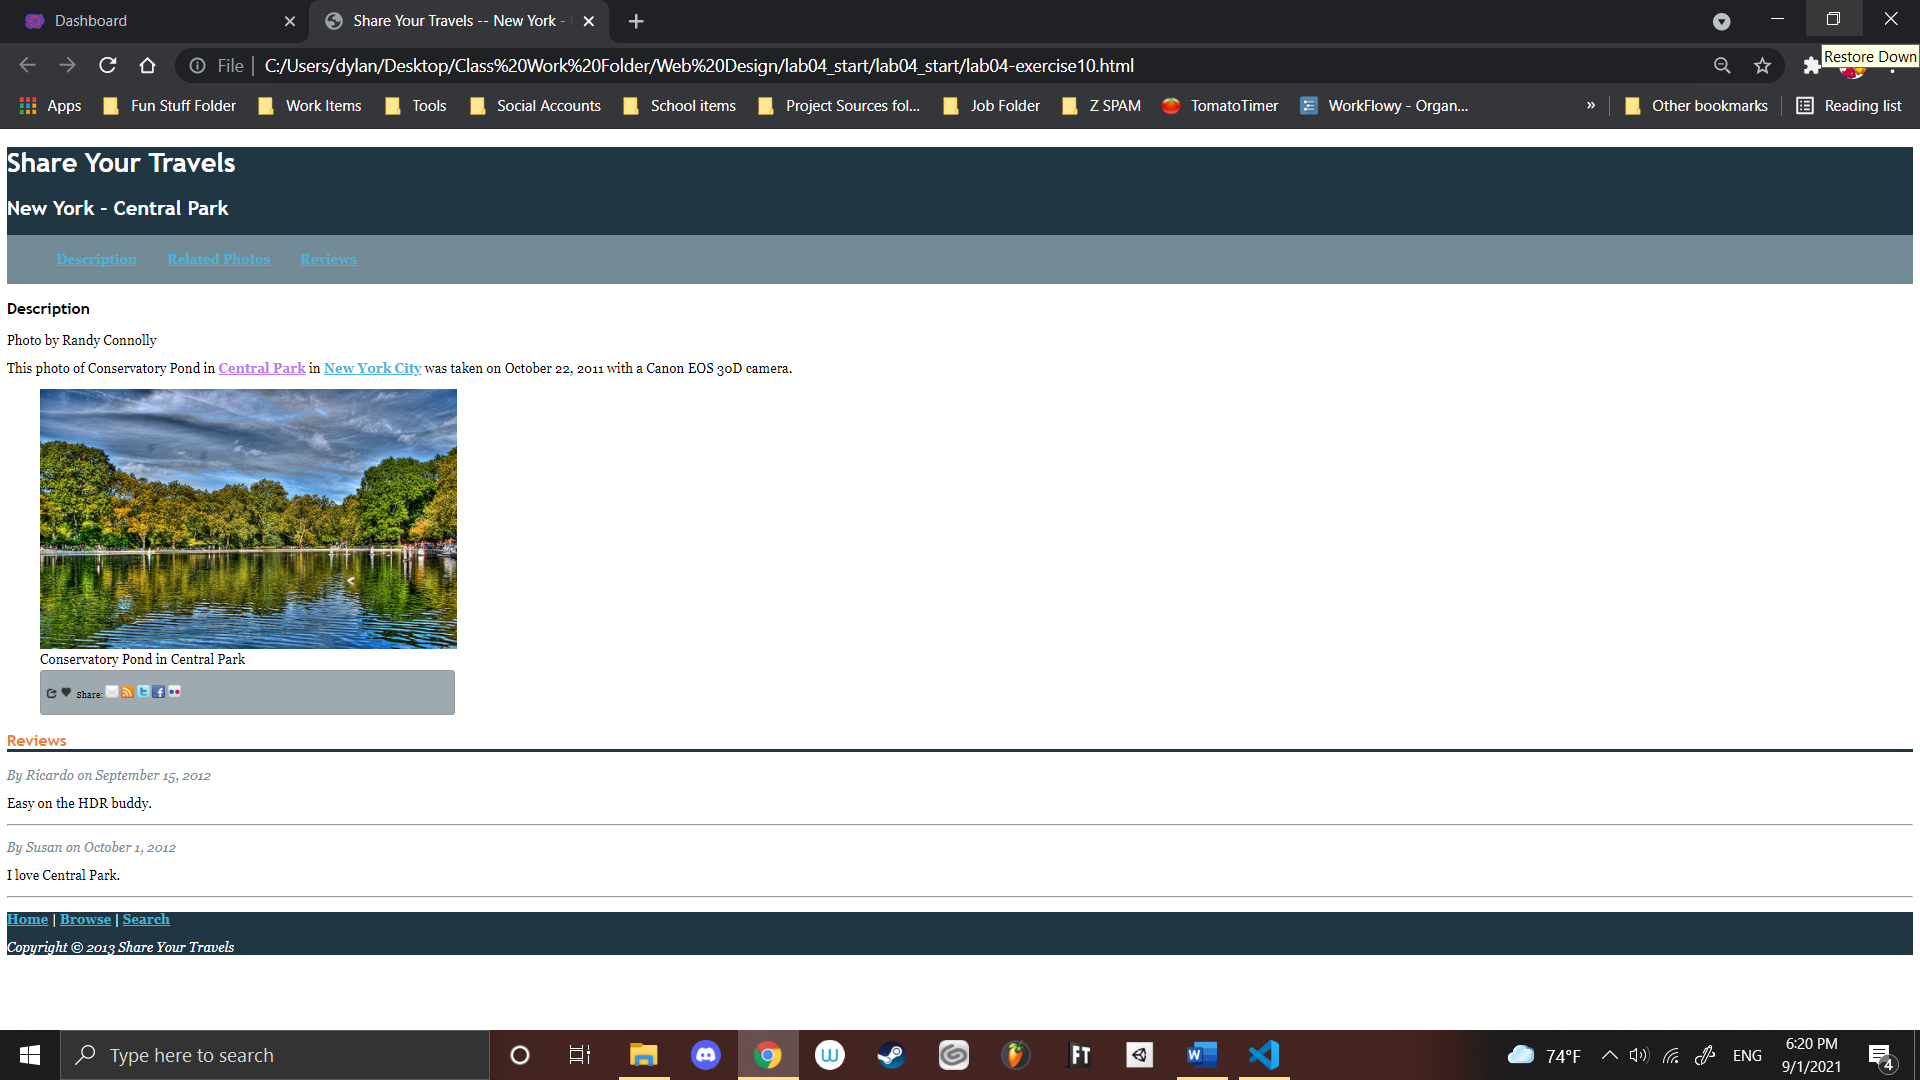 Dashboard
Share Your Travels -- New York -
File
C:/Users/dylan/Desktop/Class%20Work%20Folder/Web%20Design/lab04_start/lab04_start/lab04-exercise10.html
Restore Down
Apps
Fun Stuff Folder
Work Items
Tools
Social Accounts
School items
Project Sources fol...
Job Folder
Z SPAM
TomatoTimer
WorkFlowy - Organ...
»
Other bookmarks
Reading list
Share Your Travels
New York - Central Park
Description Related Photos Reviews
Description
Photo by Randy Connolly
This photo of Conservatory Pond in Central Park in New York City was taken on October 22, 2011 with a Canon EOS 30D camera.
Conservatory Pond in Central Park
Share:
Reviews
By Ricardo on September 15, 2012
Easy on the HDR buddy.
By Susan on October 1, 2012
I love Central Park.
Home | Browse | Search
Copyright © 2013 Share Your Travels
Type here to search
FT
74°F
ENG
6:20 PM
9/1/2021
4